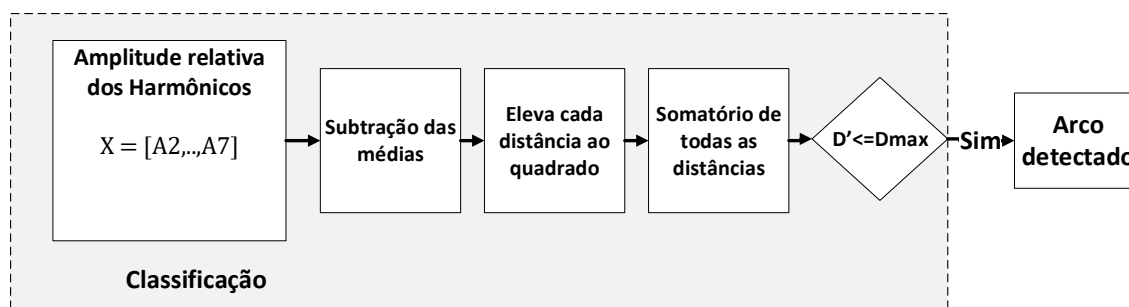 Amplitude relativa
dos Harmônicos
X = [A2,..,A7]
Subtração das
médias
Eleva cada
distância ao
quadrado
Somatório de
todas as
distâncias
D'<=Dmax
Sim
Arco
detectado
Classificação